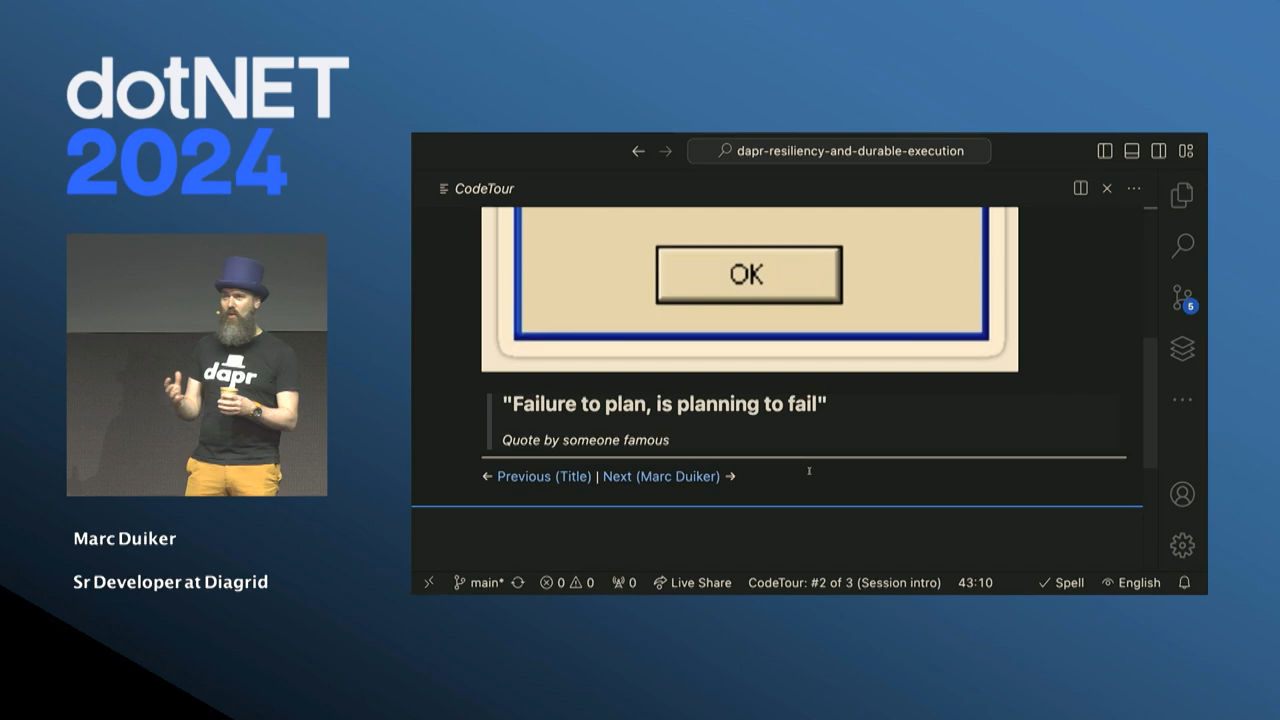 dotNET
2024
dapr
Marc Duiker
Sr Developer at Diagrid
dapr-resiliency-and-durable-execution
CodeTour
OK
"Failure to plan, is planning to fail"
Quote by someone famous
← Previous (Title) | Next (Marc Duiker) →
5
main* 0 0 0 Live Share CodeTour: #2 of 3 (Session intro) 43:10 Spell English